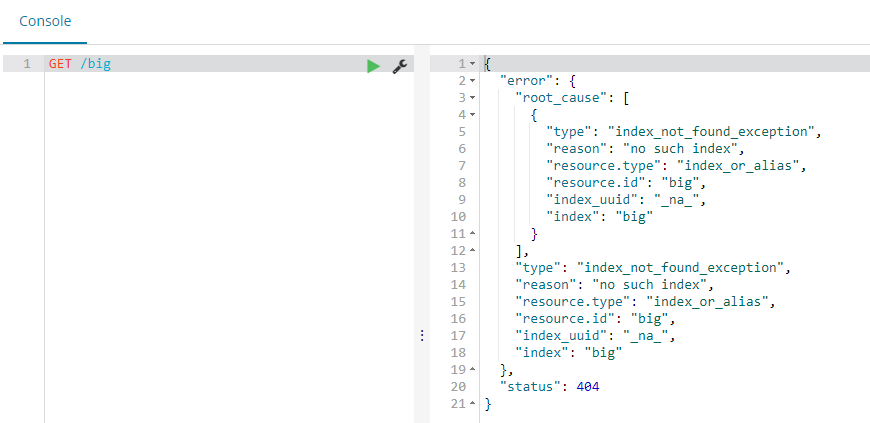 Console
1 GET /big
1 {
2 "error": {
3 "root_cause": [
4 {
5 "type": "index_not_found_exception",
6 "reason": "no such index",
7 "resource.type": "index_or_alias",
8 "resource.id": "big",
9 "index_uuid": "_na_",
10 "index": "big"
11 }
12 ],
13 "type": "index_not_found_exception",
14 "reason": "no such index",
15 "resource.type": "index_or_alias",
16 "resource.id": "big",
17 "index_uuid": "_na_",
18 "index": "big"
19 },
20 "status": 404
21 }